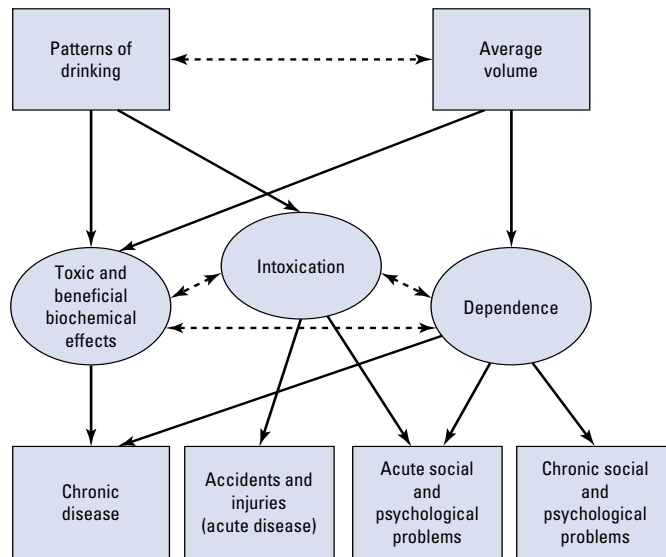 Patterns of
drinking
Average
volume
Toxic and
beneficial
biochemical
effects
Intoxication
Dependence
Chronic
disease
Accidents and
injuries
(acute disease)
Acute social
and
psychological
problems
Chronic social
and
psychological
problems